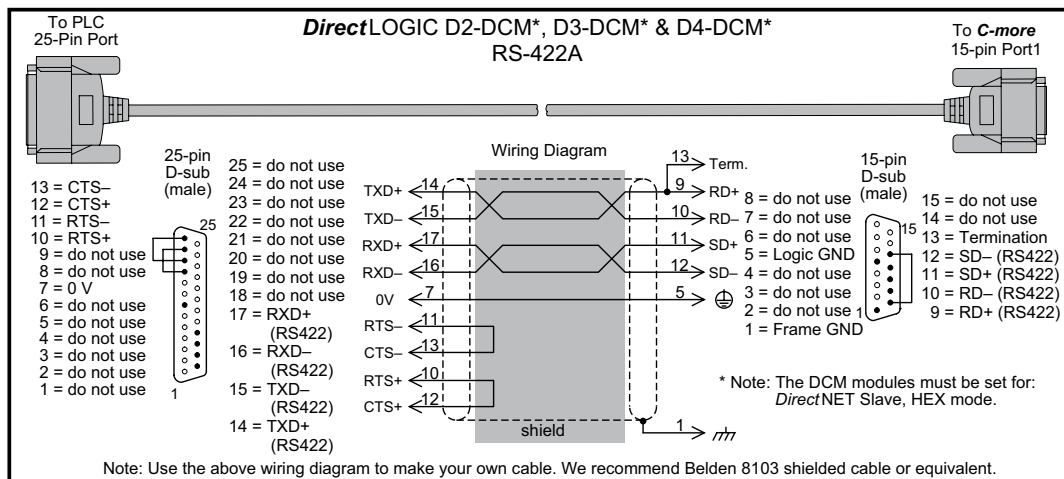 To PLC
25-Pin Port
DirectLOGIC D2-DCM*, D3-DCM* & D4-DCM*
RS-422A
To C-more
15-pin Port1
25-pin
D-sub
(male)
13 = CTS–
12 = CTS+
11 = RTS–
10 = RTS+
9 = do not use
8 = do not use
7 = 0 V
6 = do not use
5 = do not use
4 = do not use
3 = do not use
2 = do not use
1 = do not use
25
1
25 = do not use
24 = do not use
23 = do not use
22 = do not use
21 = do not use
20 = do not use
19 = do not use
18 = do not use
17 = RXD+
(RS422)
16 = RXD–
(RS422)
15 = TXD–
(RS422)
14 = TXD+
(RS422)
Wiring Diagram
13 Term.
TXD+ 14 9 RD+
TXD– 15 10 RD–
RXD+ 17 11 SD+
RXD– 16 12 SD–
0V 7 5
RTS– 11
CTS– 13
RTS+ 10
CTS+ 12
shield
1
8 = do not use
7 = do not use
6 = do not use
5 = Logic GND
4 = do not use
3 = do not use
2 = do not use
1 = Frame GND
15-pin
D-sub
(male)
15
1
15 = do not use
14 = do not use
13 = Termination
12 = SD– (RS422)
11 = SD+ (RS422)
10 = RD– (RS422)
9 = RD+ (RS422)
* Note: The DCM modules must be set for:
DirectNET Slave, HEX mode.
Note: Use the above wiring diagram to make your own cable. We recommend Belden 8103 shielded cable or equivalent.